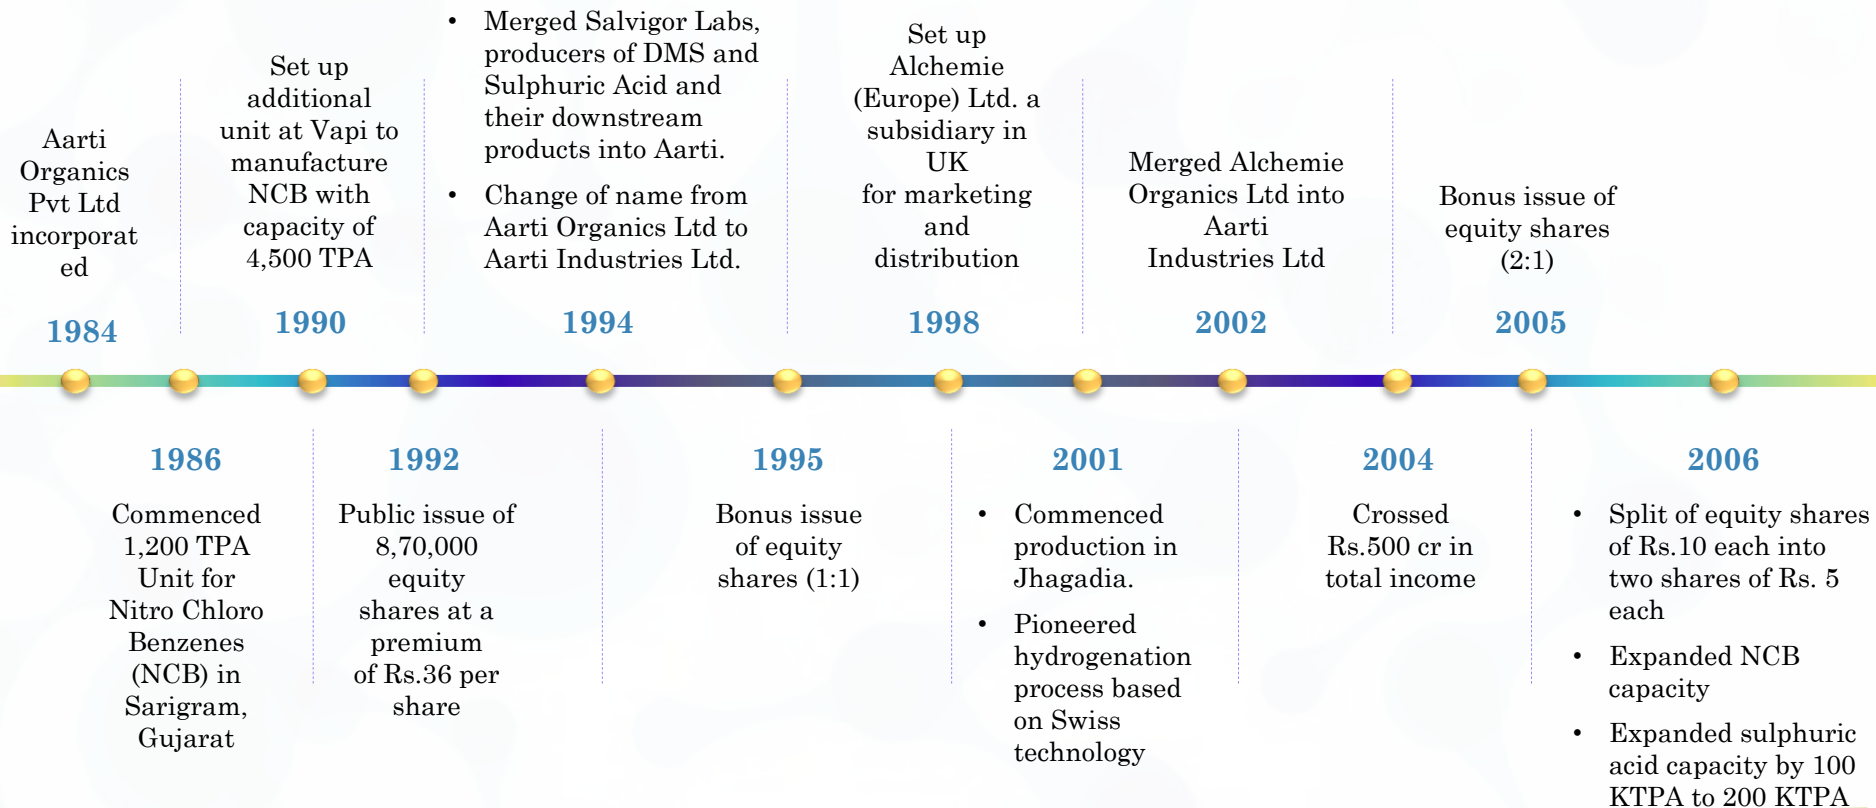 Aarti
Organics
Pvt Ltd
incorporat
ed
1984
Set up
additional
unit at Vapi to
manufacture
NCB with
capacity of
4,500 TPA
1990
• Merged Salvigor Labs,
producers of DMS and
Sulphuric Acid and
their downstream
products into Aarti.
• Change of name from
Aarti Organics Ltd to
Aarti Industries Ltd.
1994
Set up
Alchemie
(Europe) Ltd. a
subsidiary in
UK
for marketing
and
distribution
1998
Merged Alchemie
Organics Ltd into
Aarti
Industries Ltd
2002
Bonus issue of
equity shares
(2:1)
2005
1986
Commenced
1,200 TPA
Unit for
Nitro Chloro
Benzenes
(NCB) in
Sarigram,
Gujarat
1992
Public issue of
8,70,000
equity
shares at a
premium
of Rs.36 per
share
1995
Bonus issue
of equity
shares (1:1)
2001
• Commenced
production in
Jhagadia.
• Pioneered
hydrogenation
process based
on Swiss
technology
2004
Crossed
Rs.500 cr in
total income
2006
• Split of equity shares
of Rs.10 each into
two shares of Rs. 5
each
• Expanded NCB
capacity
• Expanded sulphuric
acid capacity by 100
KTPA to 200 KTPA